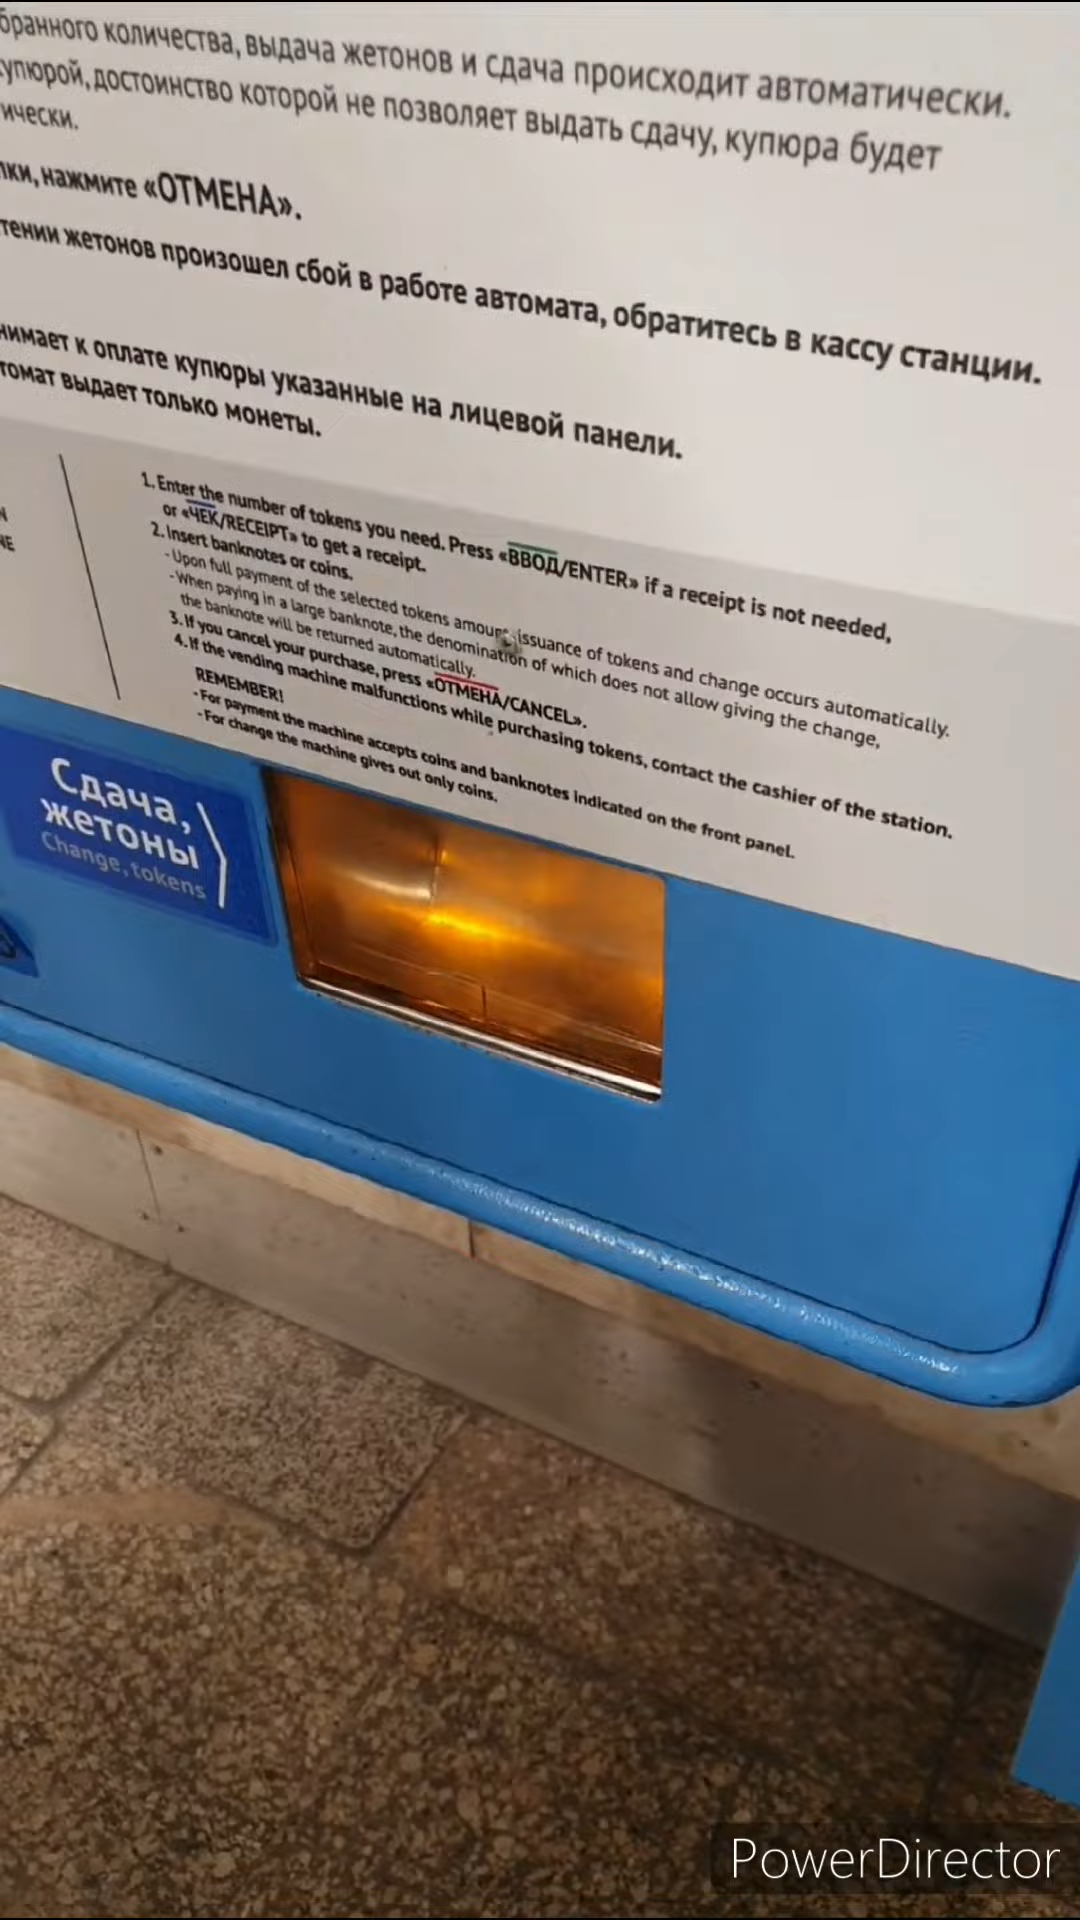 бранного количества, выдача жетонов и сдача происходит автоматически.
купюрой, достоинство которой не позволяет выдать сдачу, купюра будет
ически.
лки, нажмите «ОТМЕНА».
тении жетонов произошел сбой в работе автомата, обратитесь в кассу станции.
нимает к оплате купюры указанные на лицевой панели.
томат выдает только монеты.
1. Enter the number of tokens you need. Press «ВВОД/ENTER» if a receipt is not needed,
or «ЧЕК/RECEIPT» to get a receipt.
2. Insert banknotes or coins.
- Upon full payment of the selected tokens amount issuance of tokens and change occurs automatically.
- When paying in a large banknote, the denomination of which does not allow giving the change,
the banknote will be returned automatically.
3. If you cancel your purchase, press «ОТМЕНА/CANCEL».
4. If the vending machine malfunctions while purchasing tokens, contact the cashier of the station.
REMEMBER!
- For payment the machine accepts coins and banknotes indicated on the front panel.
- For change the machine gives out only coins.
Сдача,
жетоны
Change, tokens
PowerDirector